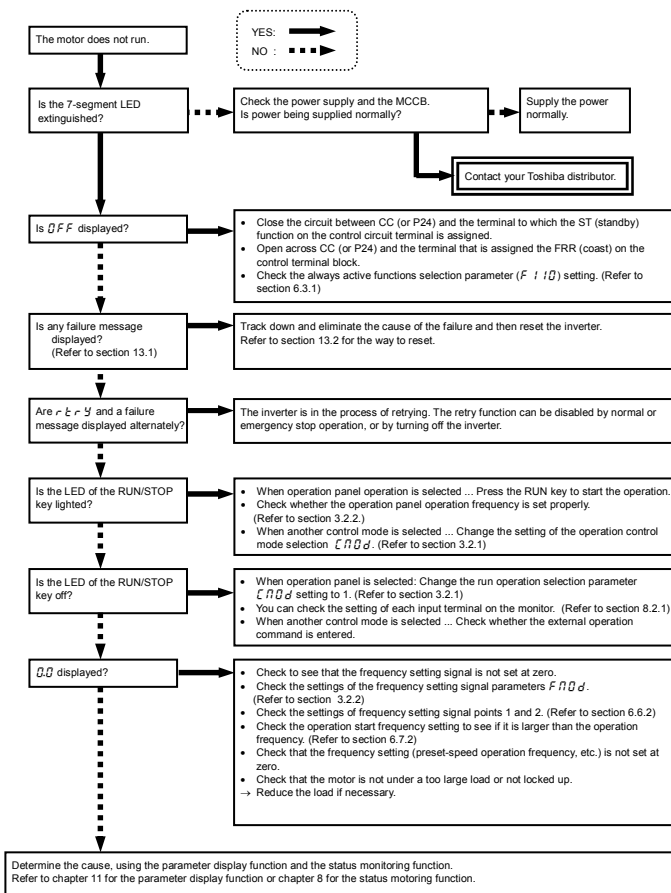 YES:
NO :
The motor does not run.
Is the 7-segment LED
extinguished?
Check the power supply and the MCCB.
Is power being supplied normally?
Supply the power
normally.
Contact your Toshiba distributor.
Is OFF displayed?
• Close the circuit between CC (or P24) and the terminal to which the ST (standby)
function on the control circuit terminal is assigned.
• Open across CC (or P24) and the terminal that is assigned the FRR (coast) on the
control terminal block.
• Check the always active functions selection parameter (F110) setting. (Refer to
section 6.3.1)
Is any failure message
displayed?
(Refer to section 13.1)
Track down and eliminate the cause of the failure and then reset the inverter.
Refer to section 13.2 for the way to reset.
Are rtry and a failure
message displayed alternately?
The inverter is in the process of retrying. The retry function can be disabled by normal or
emergency stop operation, or by turning off the inverter.
Is the LED of the RUN/STOP
key lighted?
• When operation panel operation is selected ... Press the RUN key to start the operation.
• Check whether the operation panel operation frequency is set properly.
(Refer to section 3.2.2.)
• When another control mode is selected ... Change the setting of the operation control
mode selection CMOd. (Refer to section 3.2.1)
Is the LED of the RUN/STOP
key off?
• When operation panel is selected: Change the run operation selection parameter
CMOd setting to 1. (Refer to section 3.2.1)
• You can check the setting of each input terminal on the monitor. (Refer to section 8.2.1)
• When another control mode is selected ... Check whether the external operation
command is entered.
0.0 displayed?
• Check to see that the frequency setting signal is not set at zero.
• Check the settings of the frequency setting signal parameters FMOd.
(Refer to section 3.2.2)
• Check the settings of frequency setting signal points 1 and 2. (Refer to section 6.6.2)
• Check the operation start frequency setting to see if it is larger than the operation
frequency. (Refer to section 6.7.2)
• Check that the frequency setting (preset-speed operation frequency, etc.) is not set at
zero.
• Check that the motor is not under a too large load or not locked up.
→ Reduce the load if necessary.
Determine the cause, using the parameter display function and the status monitoring function.
Refer to chapter 11 for the parameter display function or chapter 8 for the status motoring function.